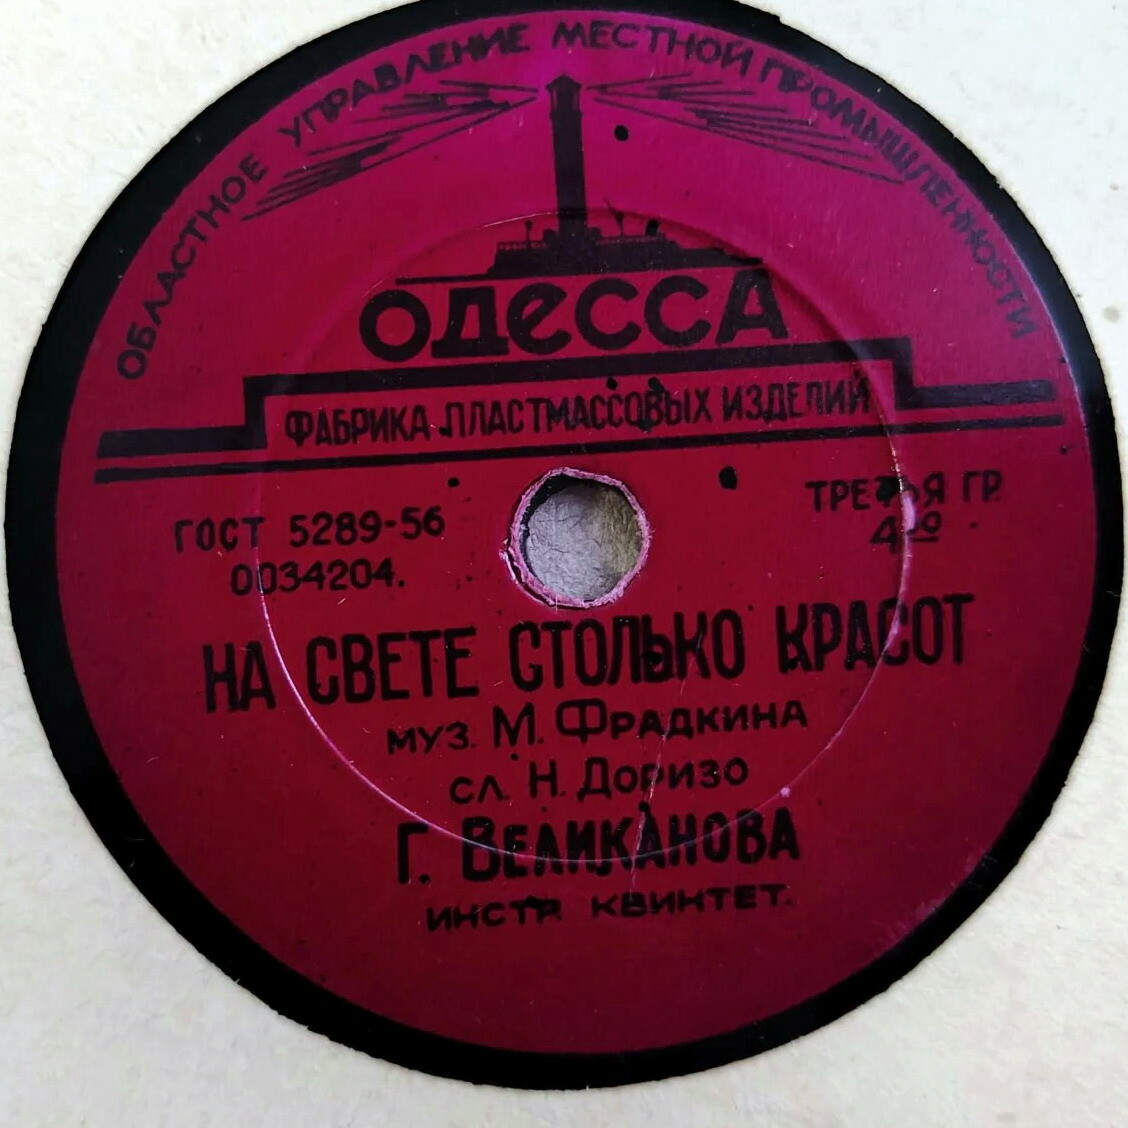 ОБЛАСТНОЕ УПРАВЛЕНИЕ МЕСТНОЙ ПРОМЫШЛЕННОСТИ
ОДЕССА
ФАБРИКА ПЛАСТМАССОВЫХ ИЗДЕЛИЙ
ГОСТ 5289-56
0034204.
ТРЕТЬЯ ГР.
4-00
НА СВЕТЕ СТОЛЬКО КРАСОТ
муз. М. Фрадкина
сл. Н. Доризо
Г. Великанова
инстр. квинтет.